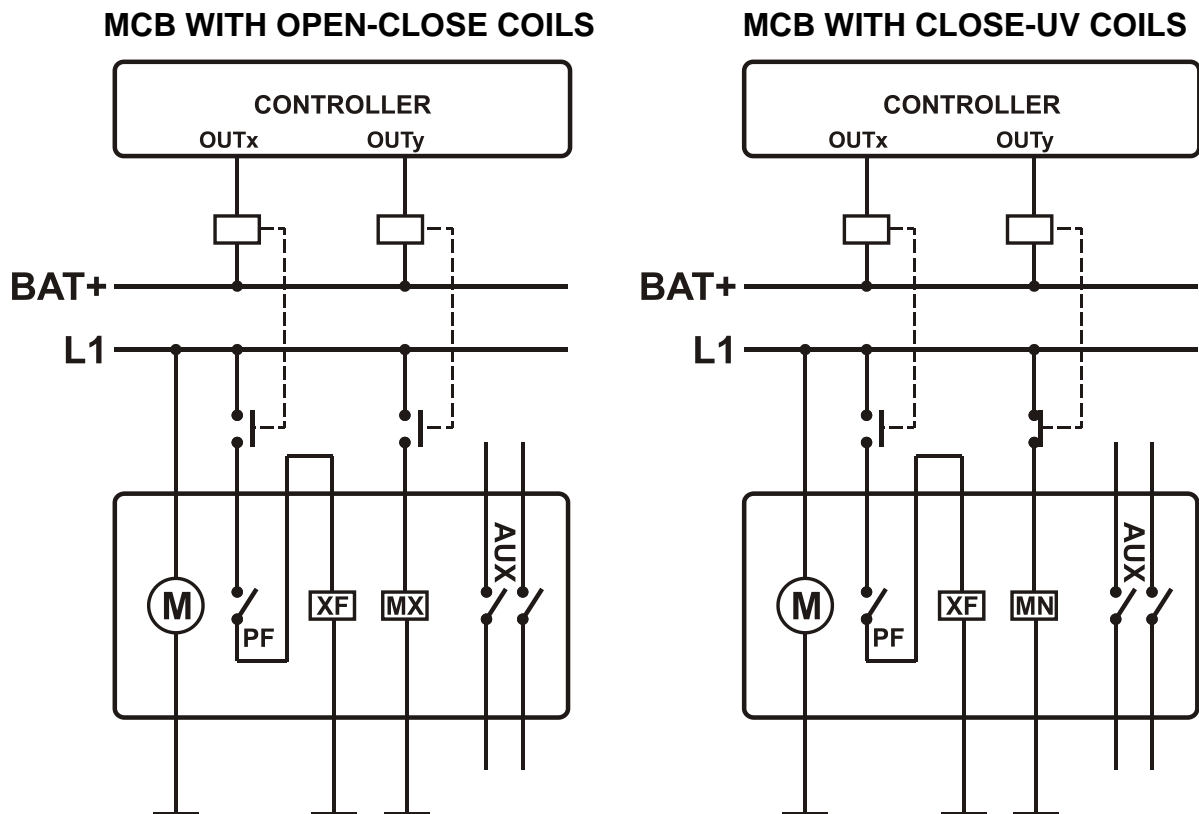 MCB WITH OPEN-CLOSE COILS
CONTROLLER
OUTx OUTy
BAT+
L1
AUX
M
XF
MX
PF
MCB WITH CLOSE-UV COILS
CONTROLLER
OUTx OUTy
BAT+
L1
AUX
M
XF
MN
PF